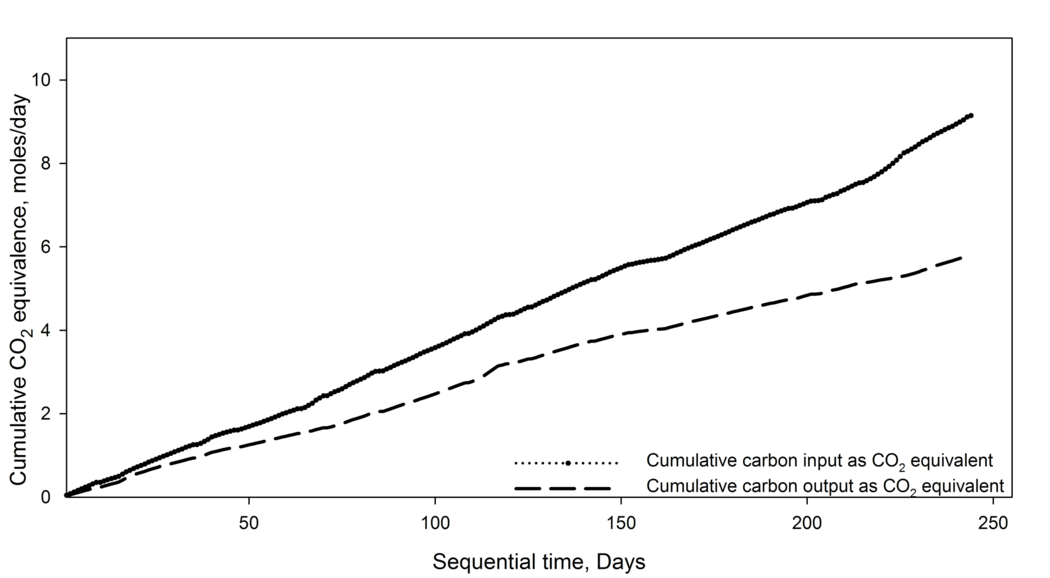 Cumulative CO2 equivalence, moles/day
10
8
6
4
2
0
Cumulative carbon input as CO2 equivalent
Cumulative carbon output as CO2 equivalent
50 100 150 200 250
Sequential time, Days